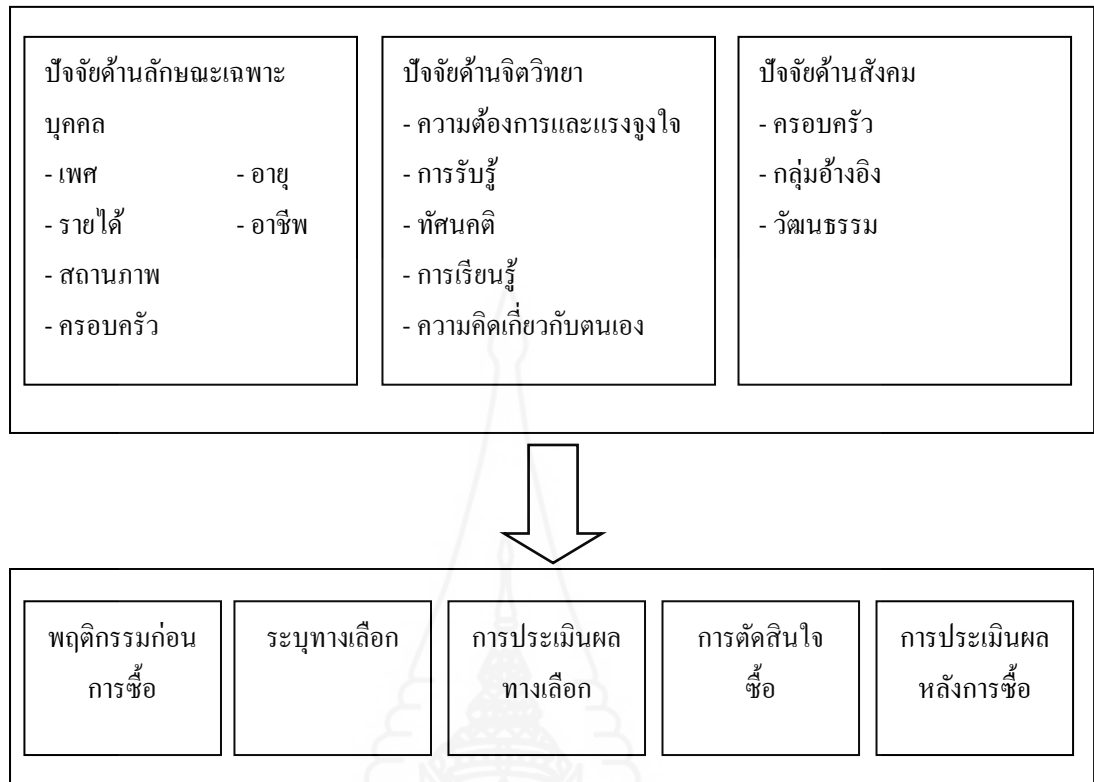 ปัจจัยด้านลักษณะเฉพาะ
บุคคล
- เพศ - อายุ
- รายได้ - อาชีพ
- สถานภาพ
- ครอบครัว
ปัจจัยด้านจิตวิทยา
- ความต้องการและแรงจูงใจ
- การรับรู้
- ทัศนคติ
- การเรียนรู้
- ความคิดเกี่ยวกับตนเอง
ปัจจัยด้านสังคม
- ครอบครัว
- กลุ่มอ้างอิง
- วัฒนธรรม
พฤติกรรมก่อน
การซื้อ
ระบุทางเลือก
การประเมินผล
ทางเลือก
การตัดสินใจ
ซื้อ
การประเมินผล
หลังการซื้อ